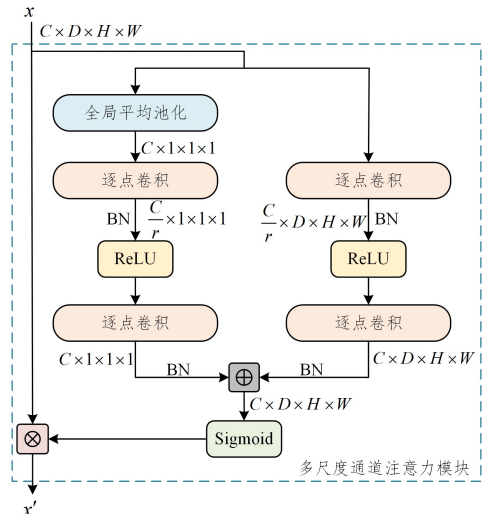 x
C×D×H×W
全局平均池化
C×1×1×1
逐点卷积
逐点卷积
BN
C/r×1×1×1
C/r×D×H×W
BN
ReLU
ReLU
逐点卷积
逐点卷积
C×1×1×1
C×D×H×W
BN
BN
⊕
C×D×H×W
⊗
Sigmoid
多尺度通道注意力模块
x′